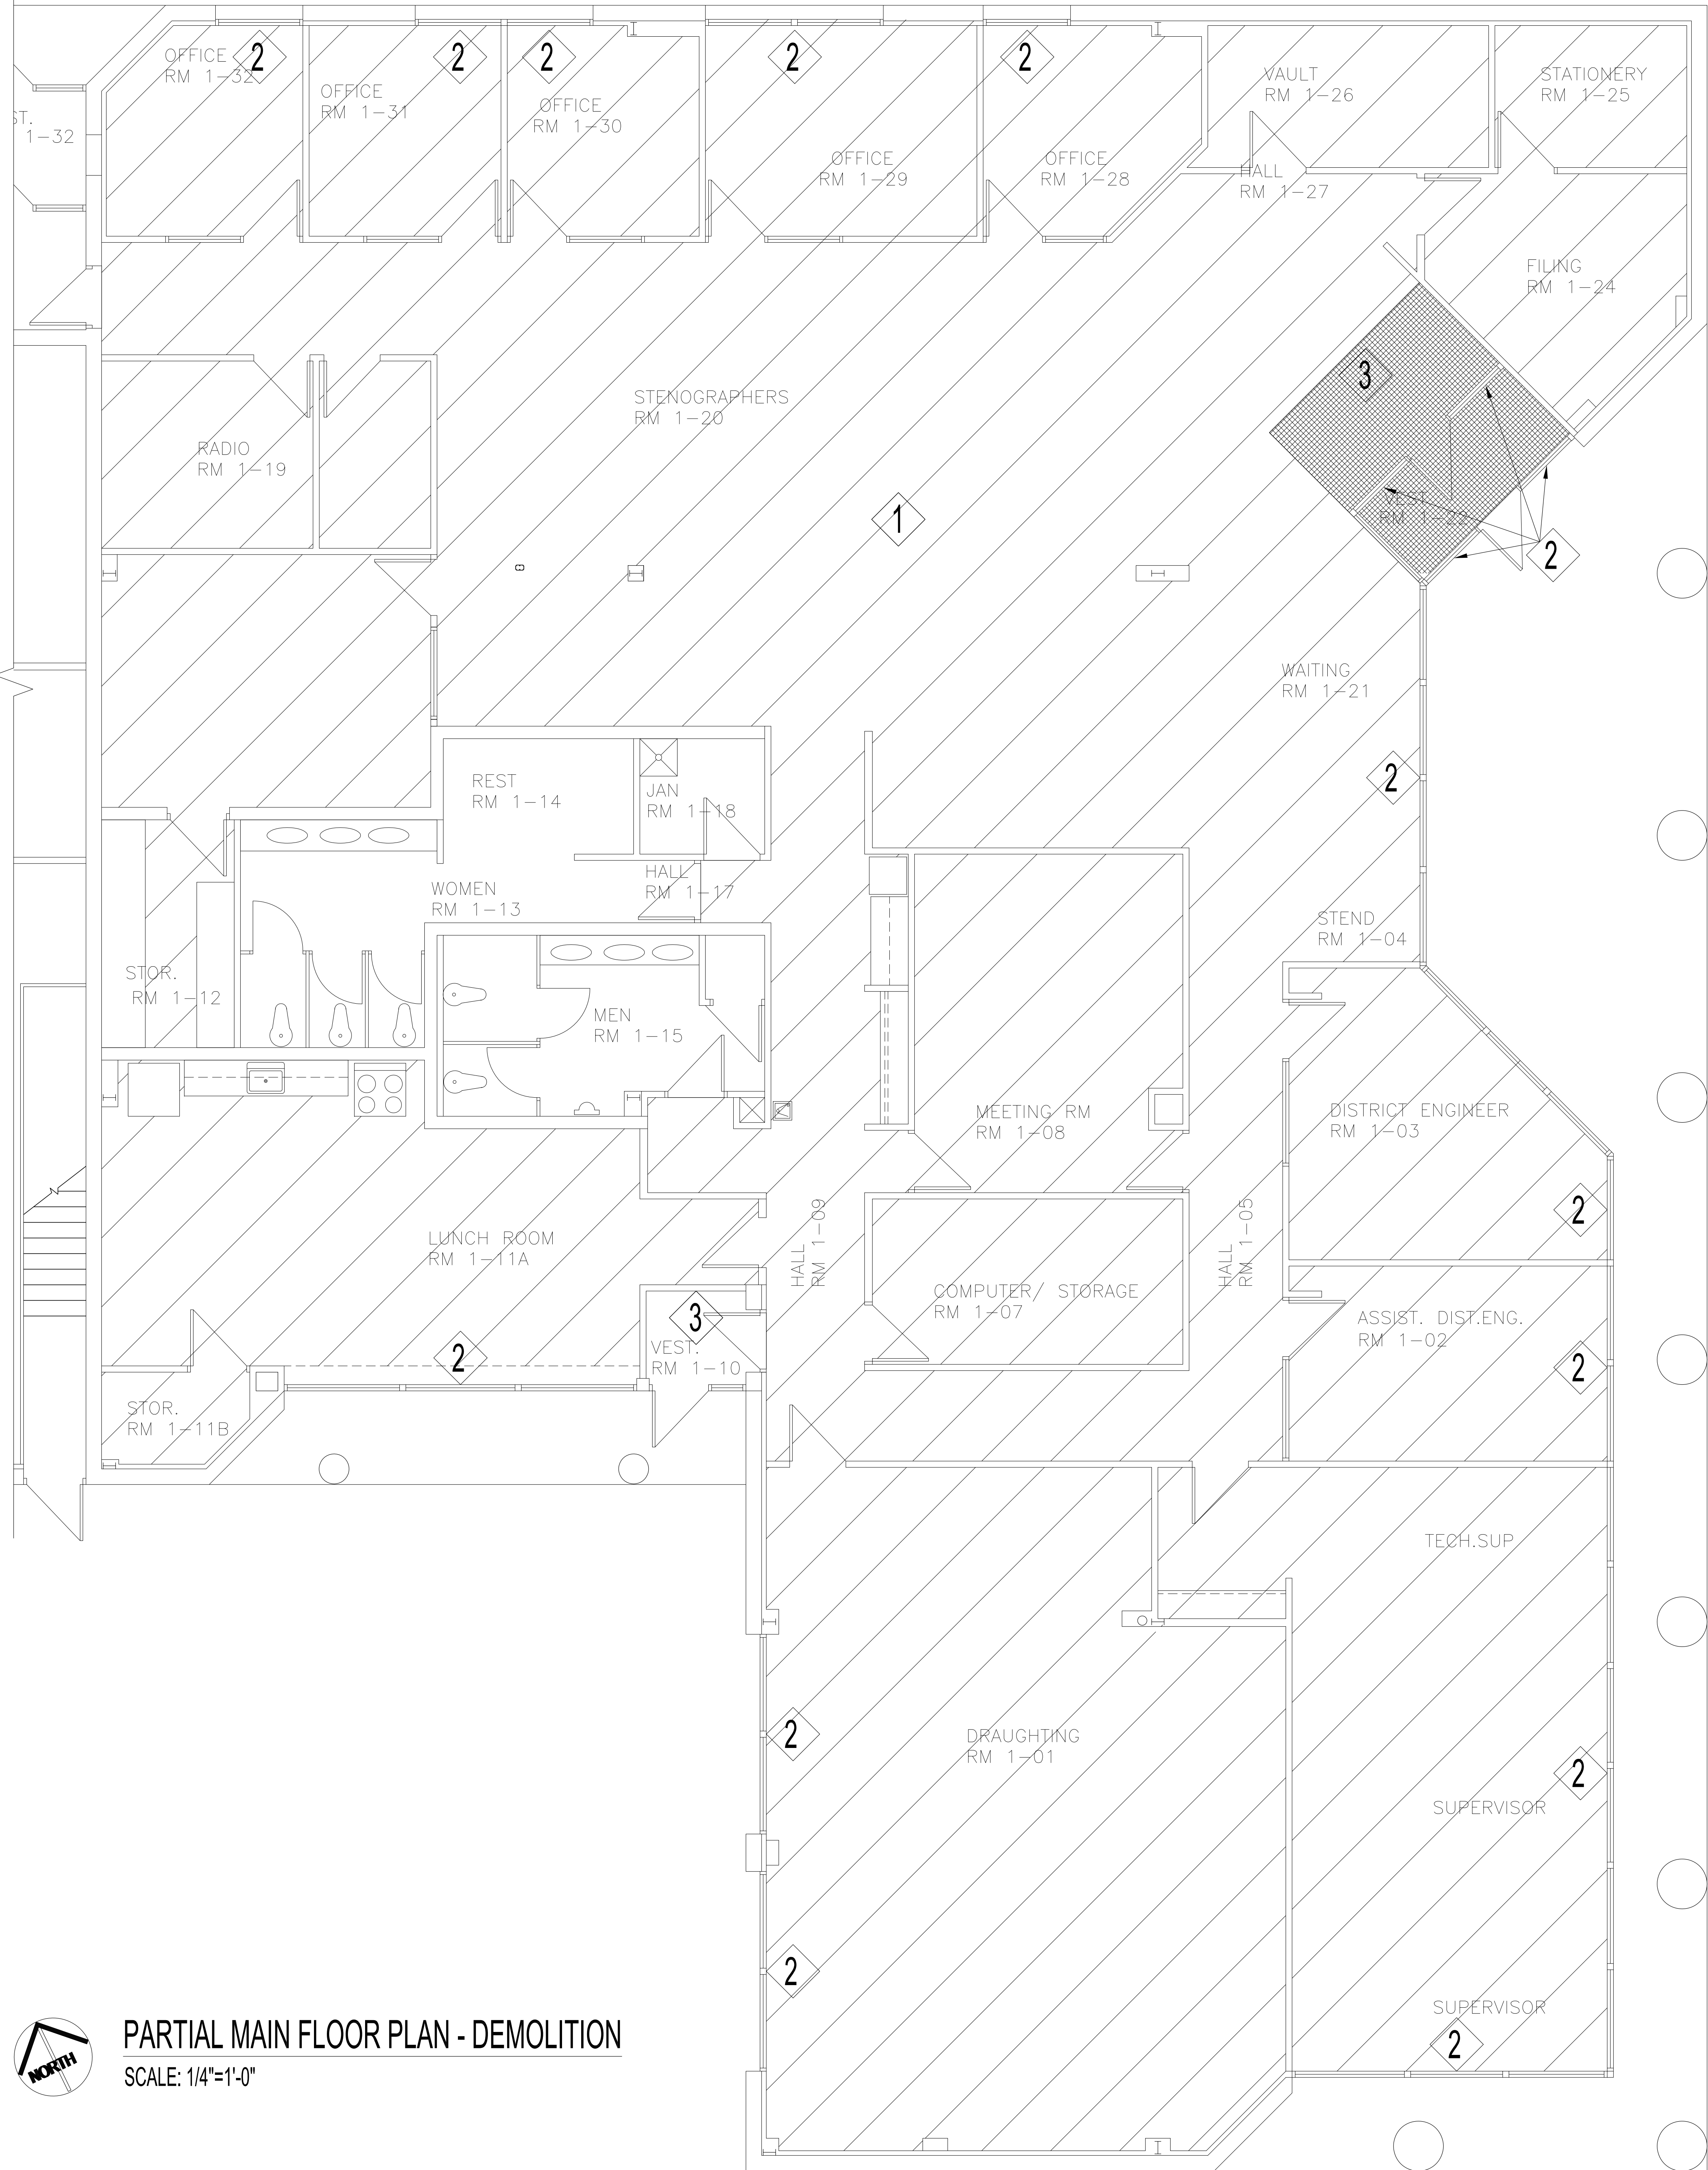 OFFICE
RM 1-32
2
OFFICE
RM 1-31
2
OFFICE
RM 1-30
2
OFFICE
RM 1-29
2
OFFICE
RM 1-28
2
VAULT
RM 1-26
STATIONERY
RM 1-25
ST.
1-32
HALL
RM 1-27
FILING
RM 1-24
3
STENOGRAPHERS
RM 1-20
RADIO
RM 1-19
1
VEST.
RM 1-22
2
WAITING
RM 1-21
2
REST
RM 1-14
JAN
RM 1-18
HALL
RM 1-17
WOMEN
RM 1-13
STEND
RM 1-04
STOR.
RM 1-12
MEN
RM 1-15
MEETING RM
RM 1-08
DISTRICT ENGINEER
RM 1-03
2
LUNCH ROOM
RM 1-11A
HALL
RM 1-09
HALL
RM 1-05
COMPUTER/ STORAGE
RM 1-07
3
VEST.
RM 1-10
2
ASSIST. DIST.ENG.
RM 1-02
2
STOR.
RM 1-11B
TECH.SUP
2
DRAUGHTING
RM 1-01
2
SUPERVISOR
2
SUPERVISOR
2
NORTH
PARTIAL MAIN FLOOR PLAN - DEMOLITION
SCALE: 1/4"=1'-0"